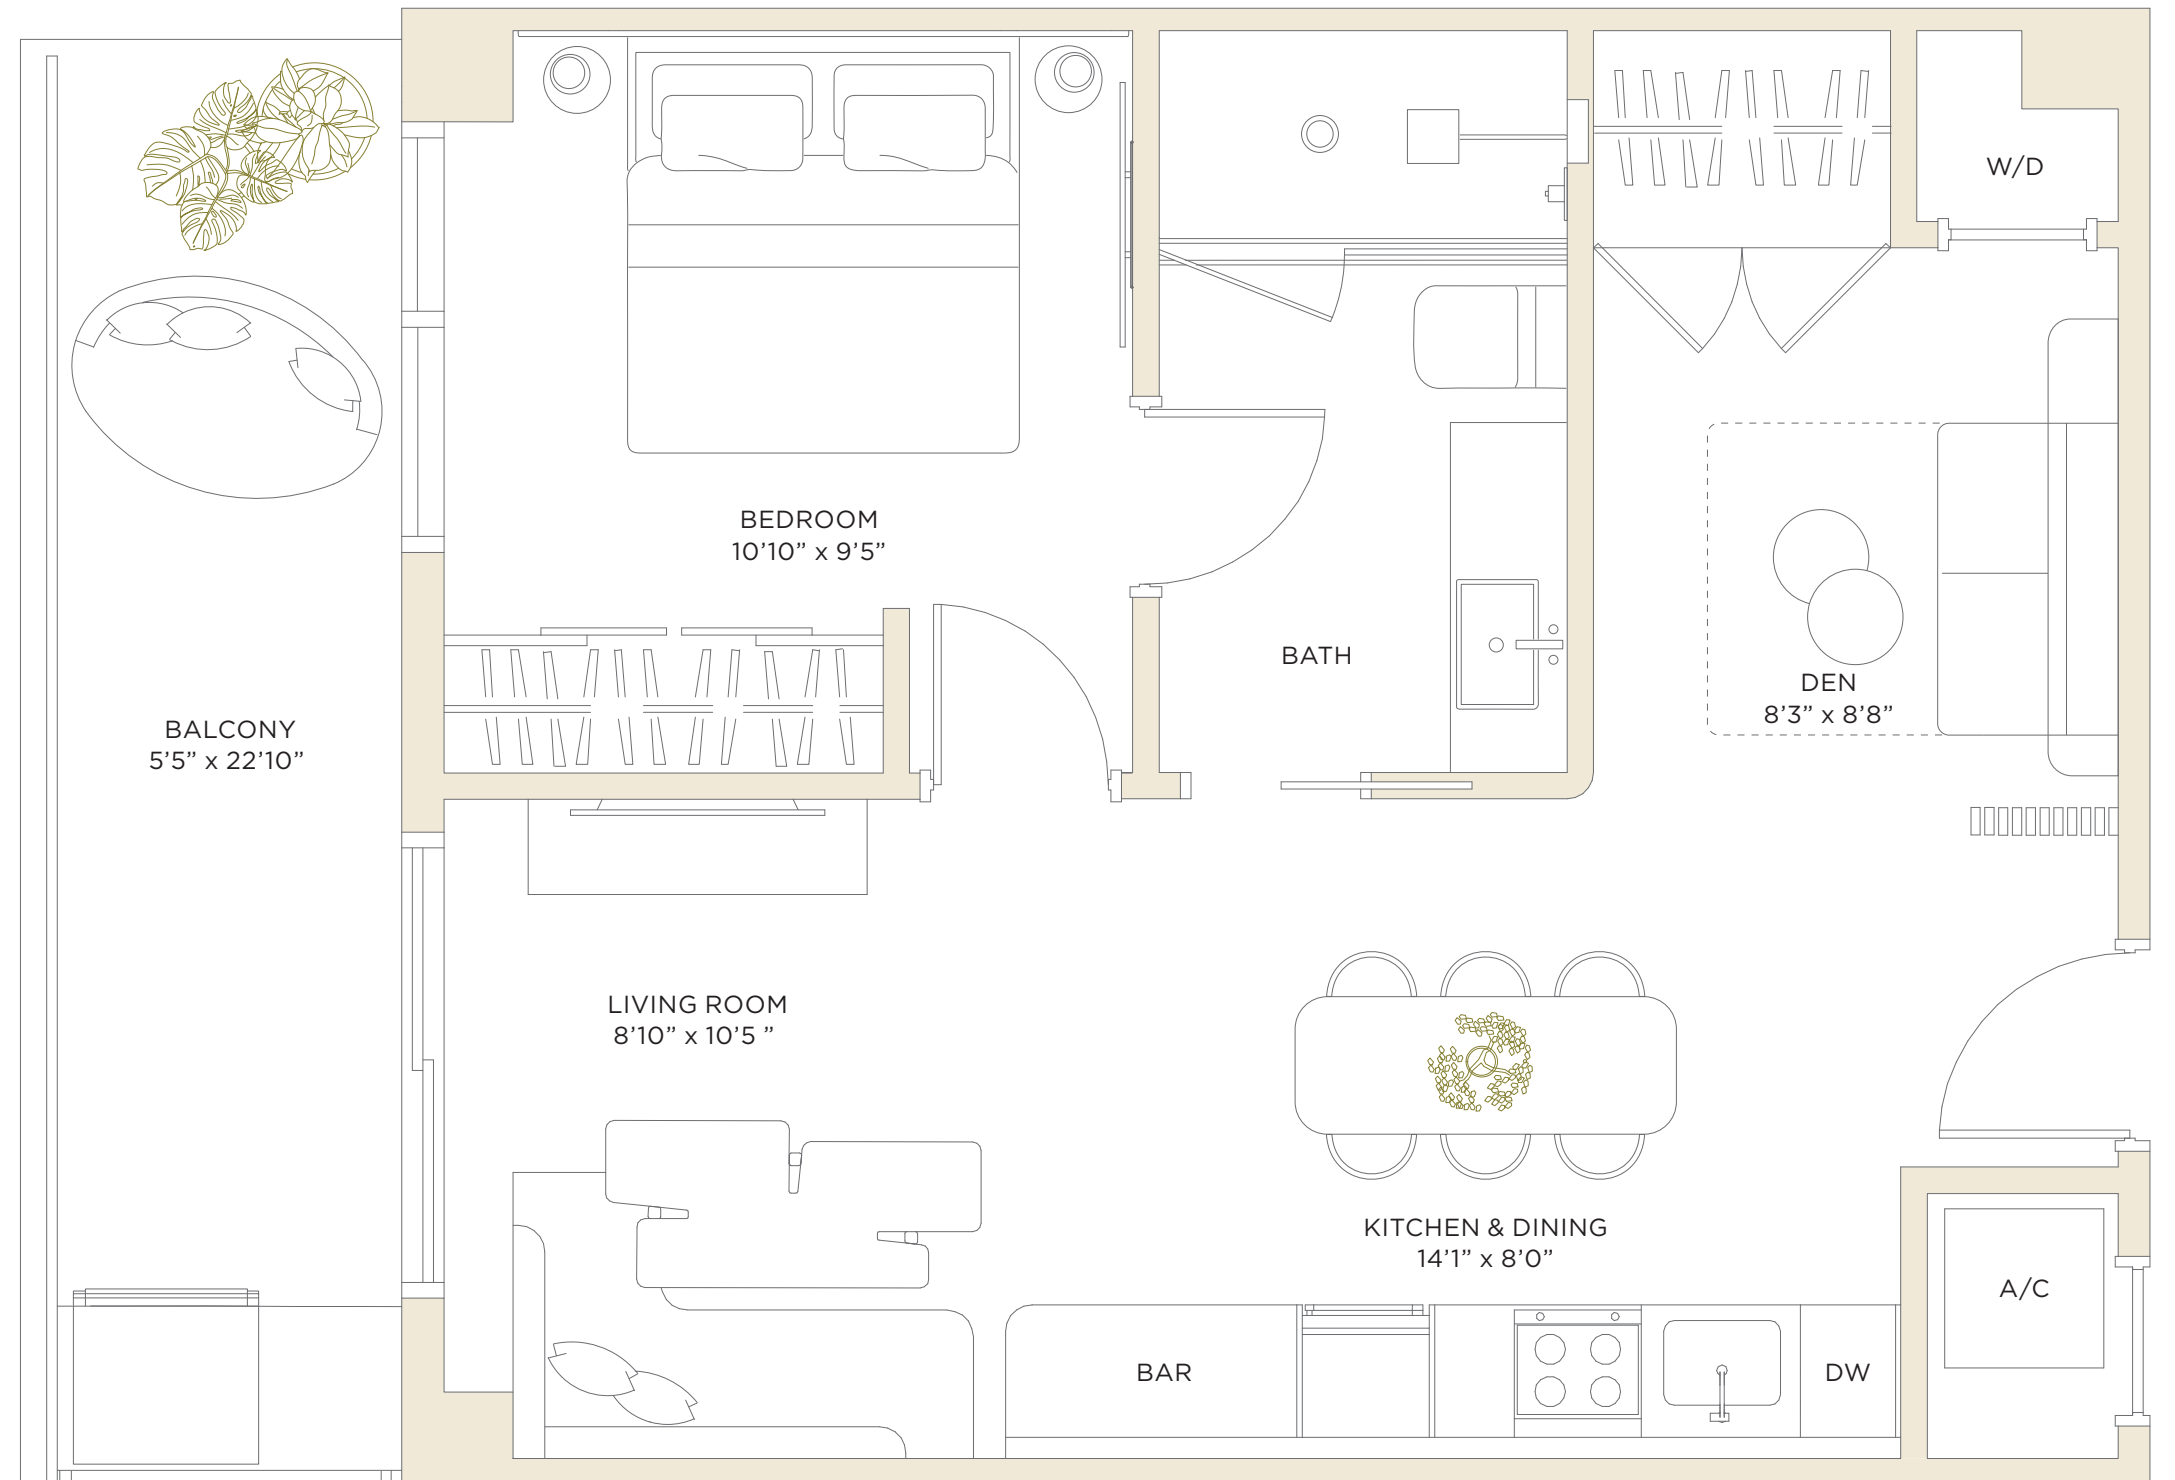 W/D
BEDROOM
10’10” x 9’5”
BATH
DEN
8’3” x 8’8”
BALCONY
5’5” x 22’10”
LIVING ROOM
8’10” x 10’5 ”
KITCHEN & DINING
14’1” x 8’0”
A/C
BAR
DW